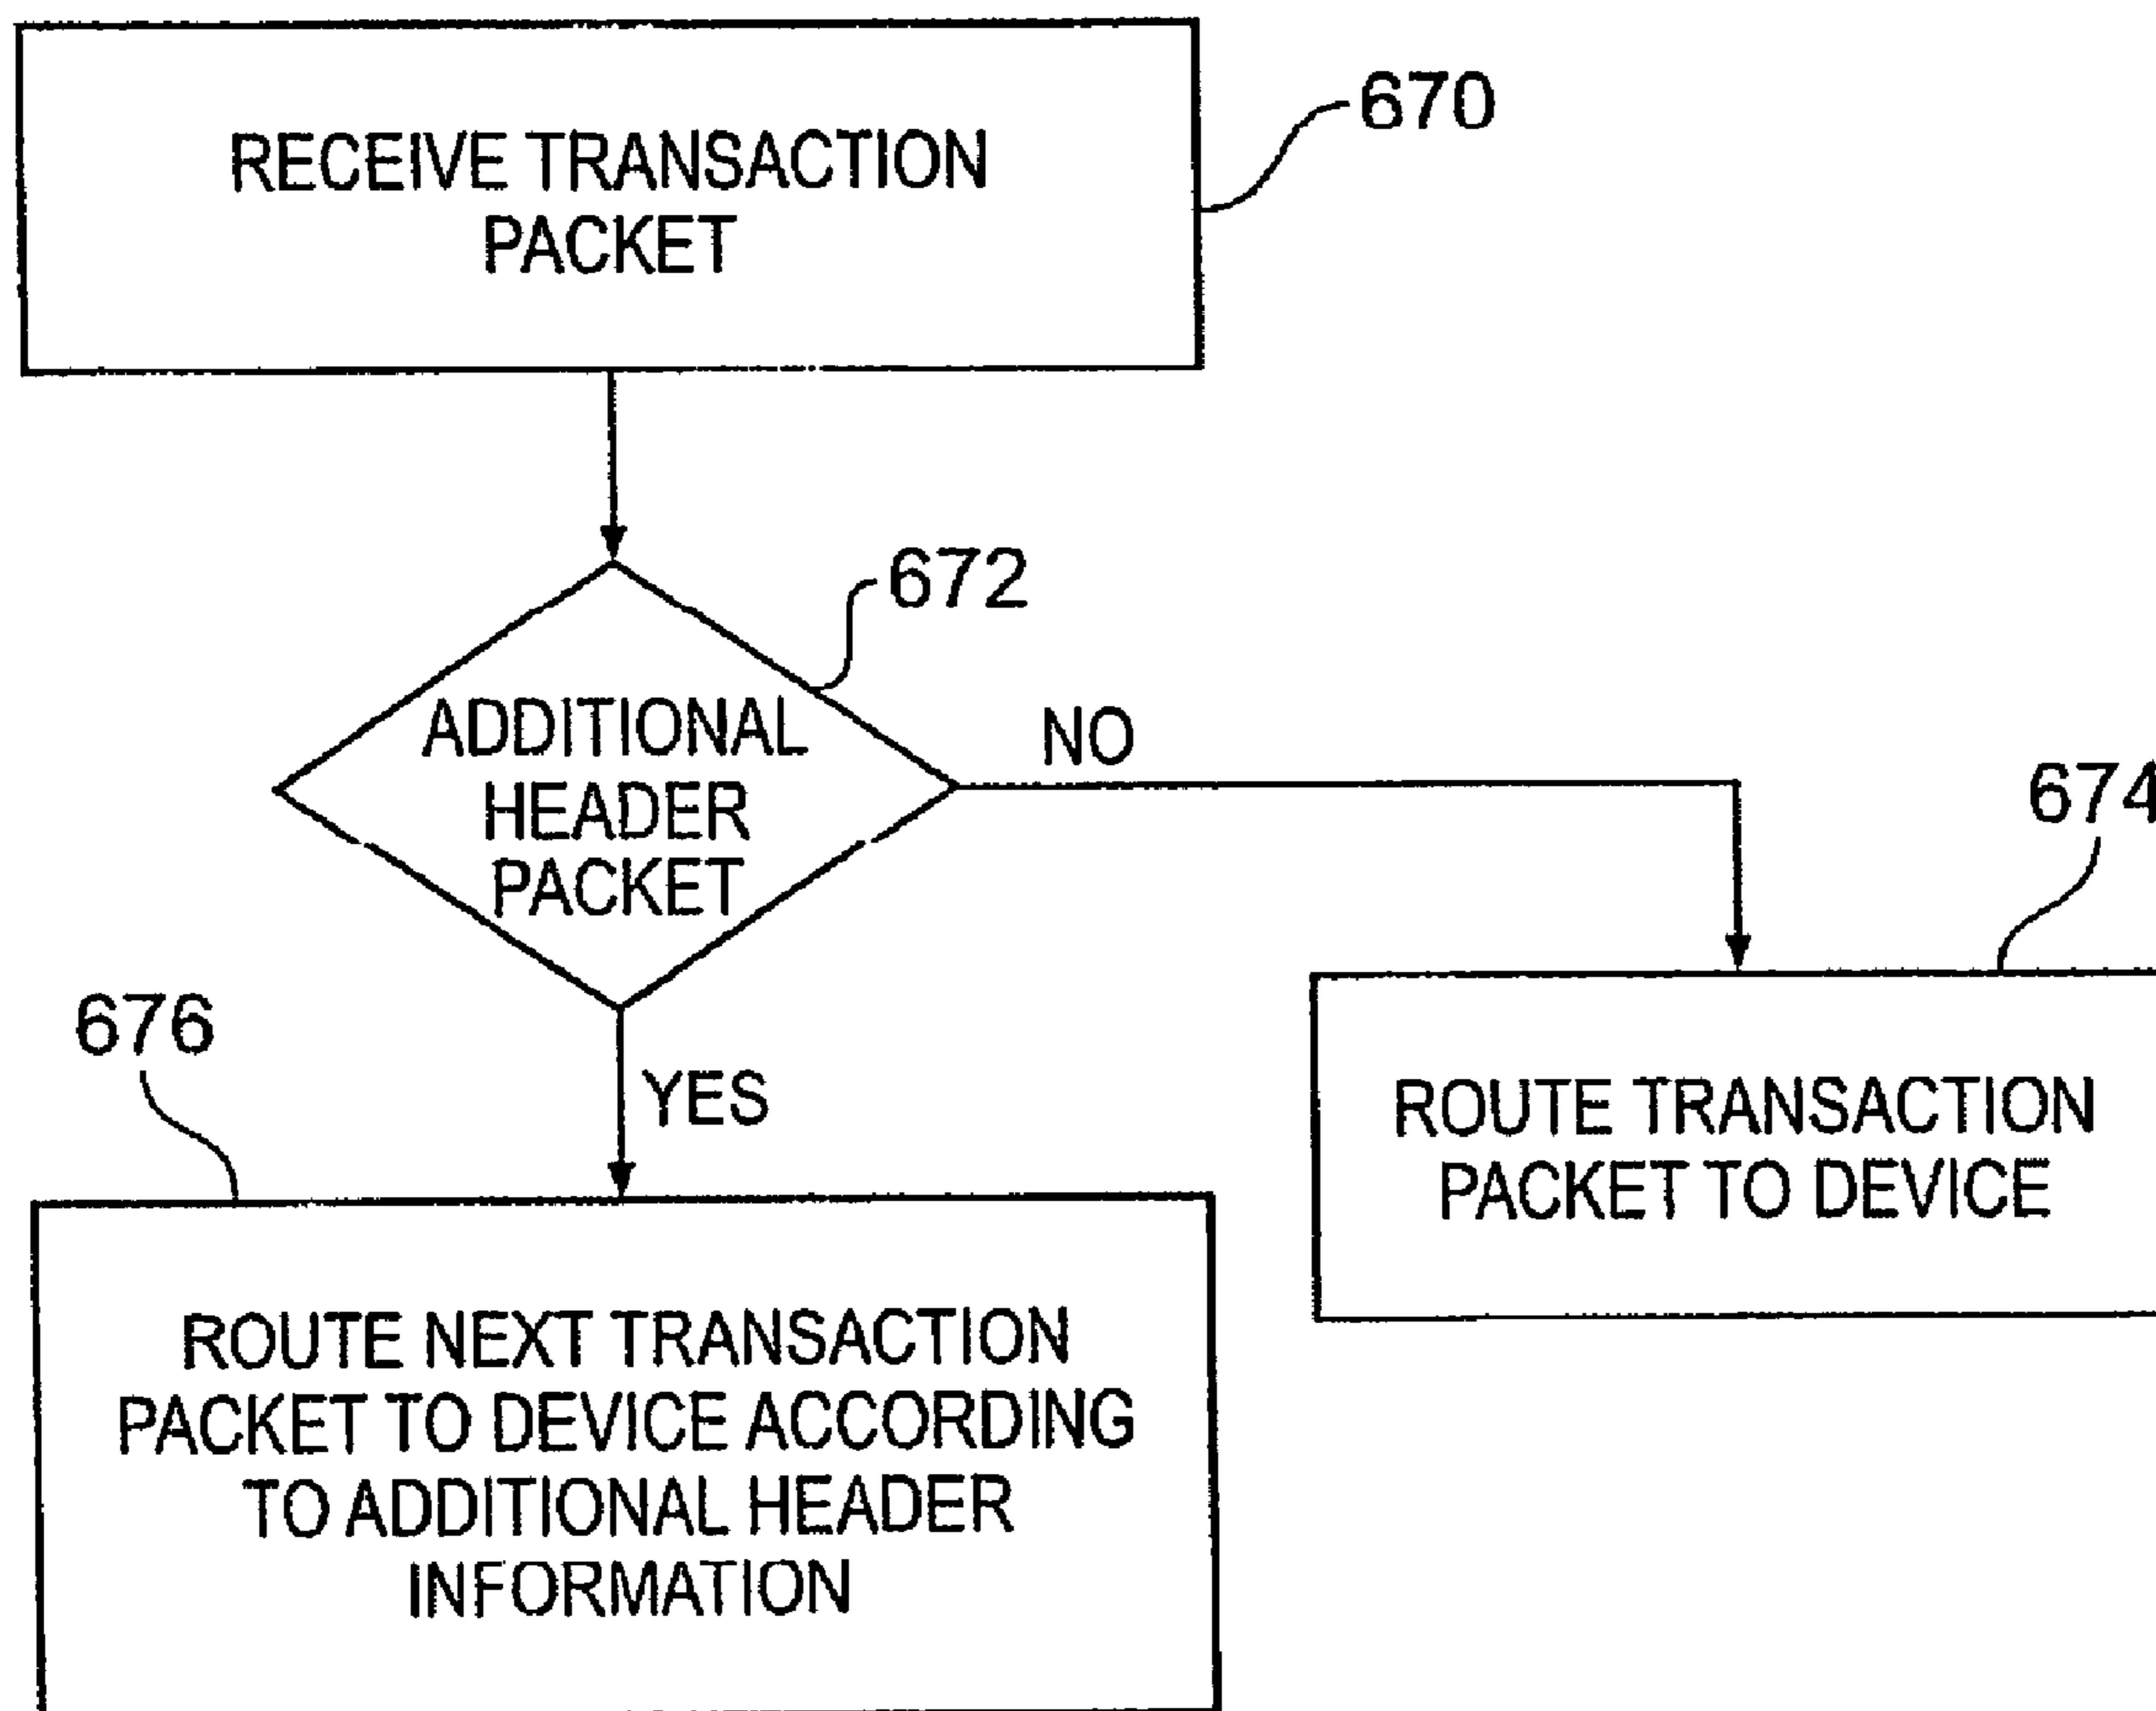 RECEIVE TRANSACTION
PACKET
670
672
ADDITIONAL
HEADER
PACKET
NO
674
676
YES
ROUTE TRANSACTION
PACKET TO DEVICE
ROUTE NEXT TRANSACTION
PACKET TO DEVICE ACCORDING
TO ADDITIONAL HEADER
INFORMATION